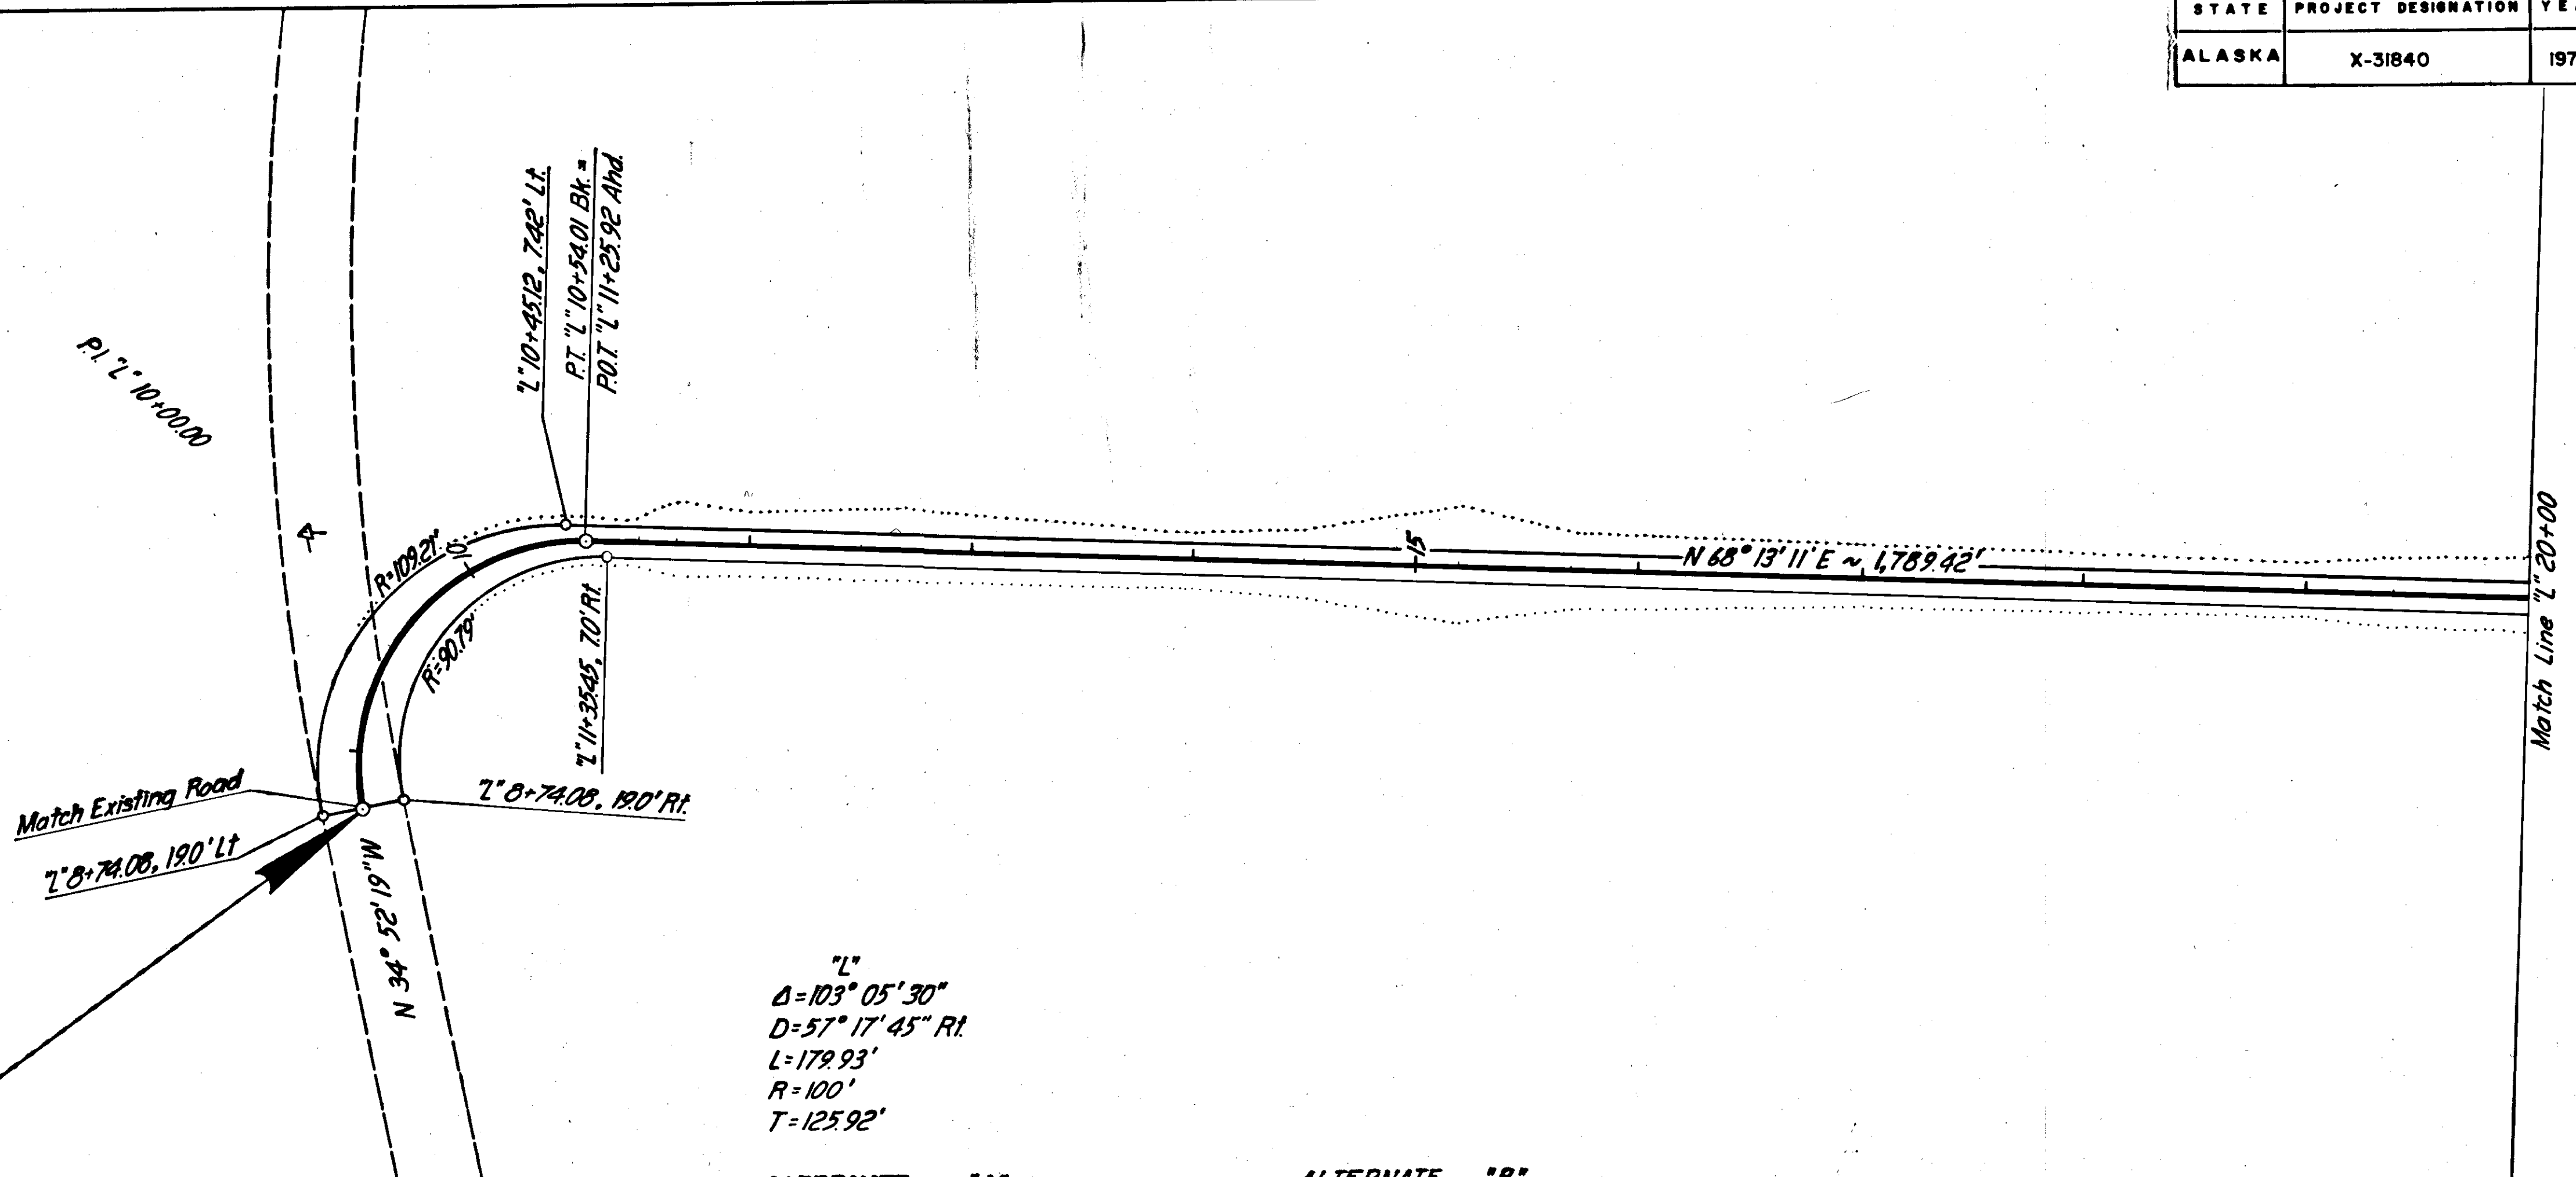 STATE PROJECT DESIGNATION
ALASKA X-31840 197
P.I. "L" 10+00.00
"L" 10+45.12, 7.42' Lt.
P.T. "L" 10+54.01 Bk. =
P.O.T. "L" 11+25.92 Ahd.
R=109.21'
10
R=90.79'
"L" 11+35.45, 7.0' Rt.
15
N 68° 13' 11" E ~ 1,789.42'
Match Line "L" 20+00
Match Existing Road
"L" 8+74.08, 19.0' Lt
"L" 8+74.08, 19.0' Rt.
N 34° 52' 19" W
"L"
Δ=103° 05' 30"
D=57° 17' 45" Rt.
L=179.93'
R=100'
T=125.92'
ALTERNATE "B"